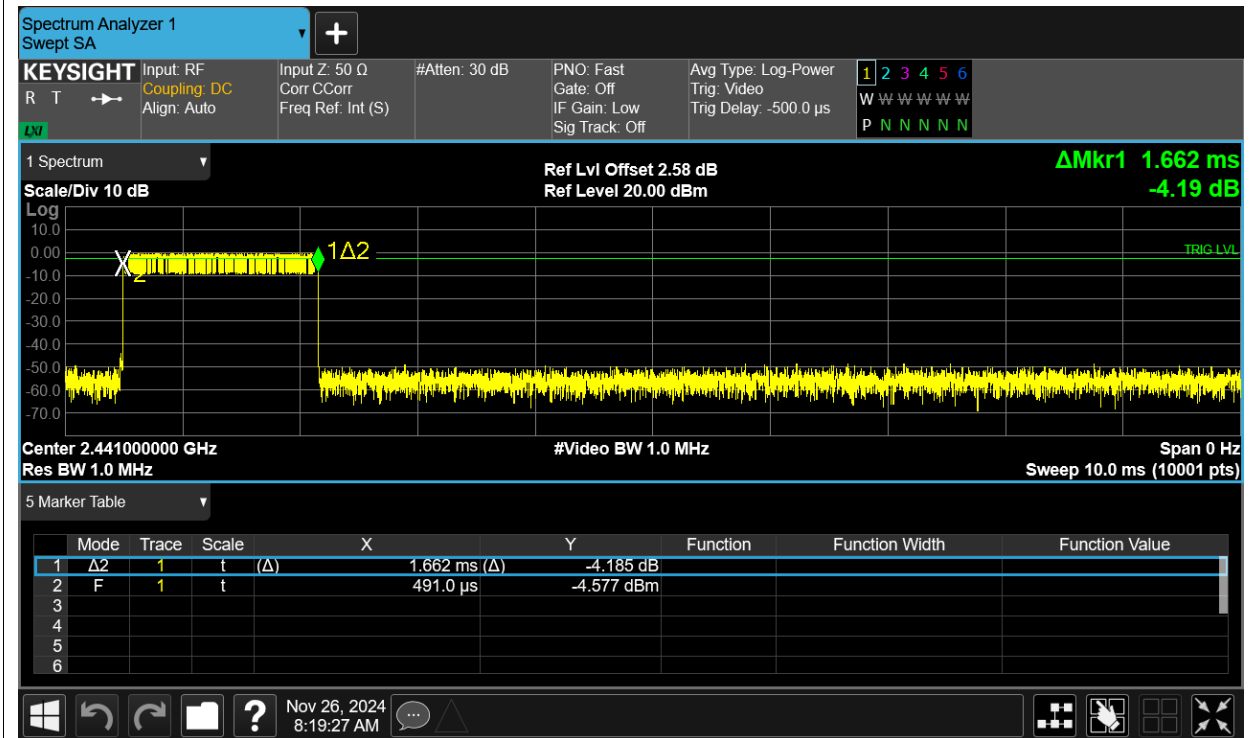 Spectrum Analyzer 1
Swept SA
KEYSIGHT
R T
LXI
Input: RF
Coupling: DC
Align: Auto
Input Z: 50 Ω
Corr CCorr
Freq Ref: Int (S)
#Atten: 30 dB
PNO: Fast
Gate: Off
IF Gain: Low
Sig Track: Off
Avg Type: Log-Power
Trig: Video
Trig Delay: -500.0 µs
1 2 3 4 5 6
W W W W W W
P N N N N N
1 Spectrum
Scale/Div 10 dB
Ref Lvl Offset 2.58 dB
Ref Level 20.00 dBm
ΔMkr1 1.662 ms
-4.19 dB
Log
10.0
0.00
-10.0
-20.0
-30.0
-40.0
-50.0
-60.0
-70.0
1Δ2
2
TRIG LVL
Center 2.441000000 GHz
#Video BW 1.0 MHz
Span 0 Hz
Res BW 1.0 MHz
Sweep 10.0 ms (10001 pts)
5 Marker Table
Mode Trace Scale X Y Function Function Width Function Value
1 Δ2 1 t (Δ) 1.662 ms (Δ) -4.185 dB
2 F 1 t 491.0 µs -4.577 dBm
3
4
5
6
?
Nov 26, 2024
8:19:27 AM